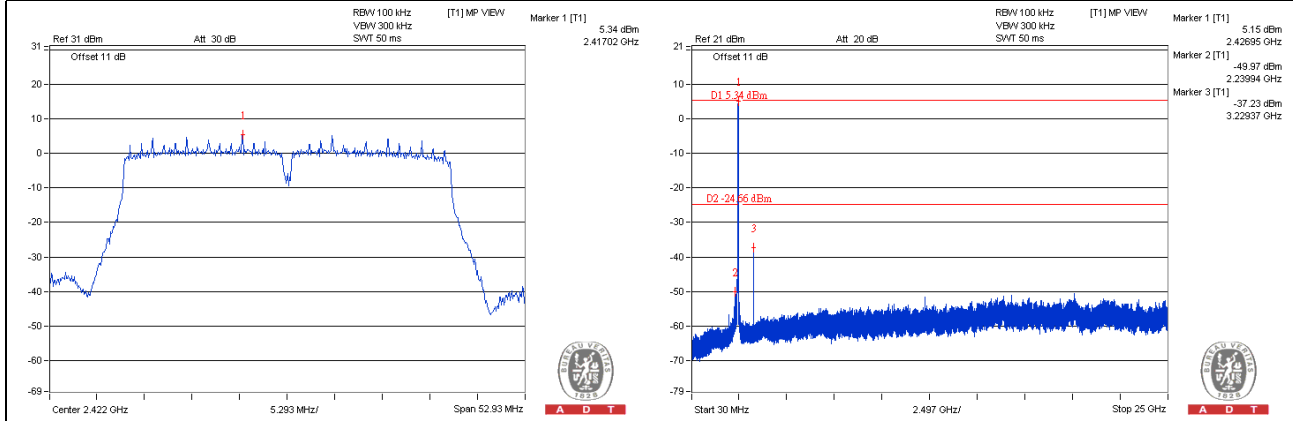 RBW 100 kHz [T1] MP VIEW
VBW 300 kHz
Ref 31 dBm Att 30 dB SWT 50 ms
Marker 1 [T1]
5.34 dBm
2.41702 GHz
Offset 11 dB
31
20
10
0
-10
-20
-30
-40
-50
-60
-69
1
1
Center 2.422 GHz 5.293 MHz/ Span 52.93 MHz
BUREAU VERITAS
1828
A D T
RBW 100 kHz [T1] MP VIEW
VBW 300 kHz
Ref 21 dBm Att 20 dB SWT 50 ms
Marker 1 [T1]
5.15 dBm
2.42695 GHz
Marker 2 [T1]
-49.97 dBm
2.23994 GHz
Marker 3 [T1]
-37.23 dBm
3.22937 GHz
Offset 11 dB
21
10
0
-10
-20
-30
-40
-50
-60
-70
-79
1
D1 5.34 dBm
D2 -24.66 dBm
3
2
Start 30 MHz 2.497 GHz/ Stop 25 GHz
BUREAU VERITAS
1828
A D T